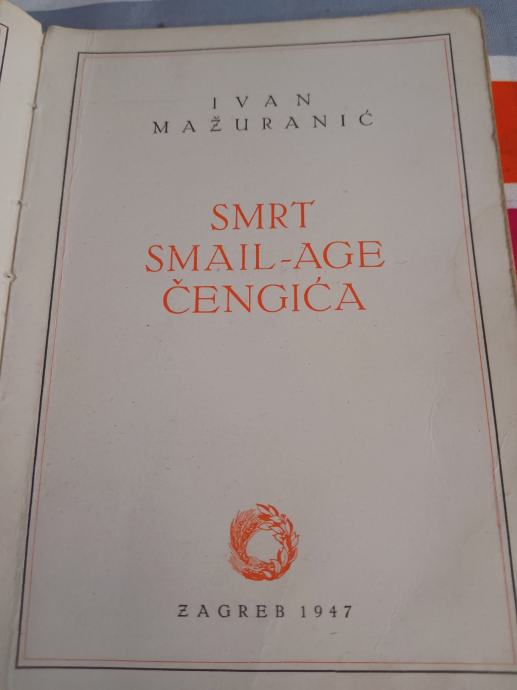 IVAN
MAŽURANIĆ
SMRT
SMAIL-AGE
ČENGIĆA
ZAGREB 1947